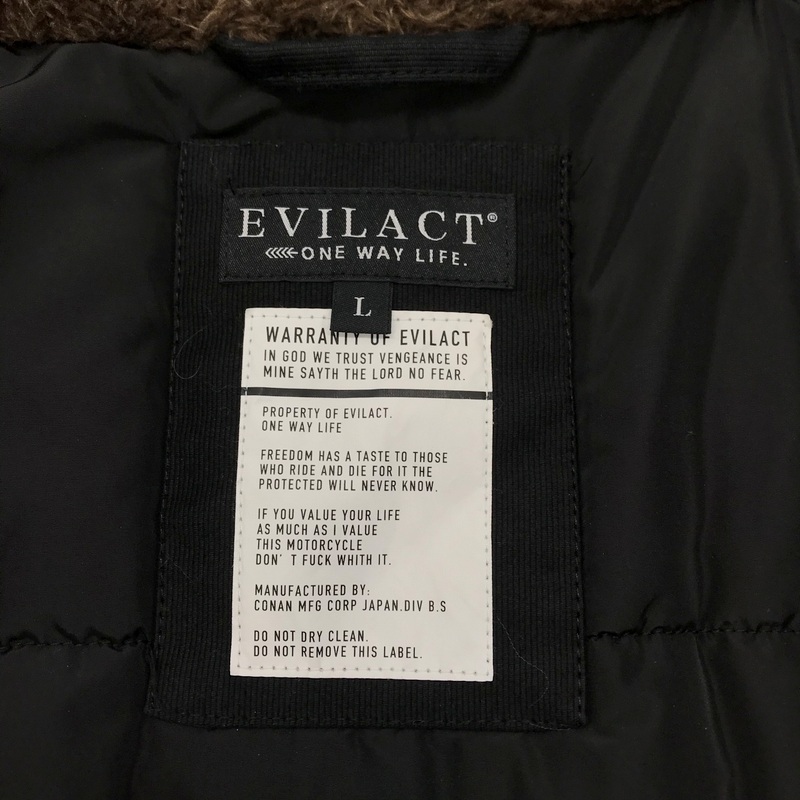 EVILACT®
ONE WAY LIFE.
L
WARRANTY OF EVILACT
IN GOD WE TRUST VENGEANCE IS
MINE SAYTH THE LORD NO FEAR.
PROPERTY OF EVILACT.
ONE WAY LIFE
FREEDOM HAS A TASTE TO THOSE
WHO RIDE AND DIE FOR IT THE
PROTECTED WILL NEVER KNOW.
IF YOU VALUE YOUR LIFE
AS MUCH AS I VALUE
THIS MOTORCYCLE
DON' T FUCK WHITH IT.
MANUFACTURED BY:
CONAN MFG CORP JAPAN.DIV B.S
DO NOT DRY CLEAN.
DO NOT REMOVE THIS LABEL.